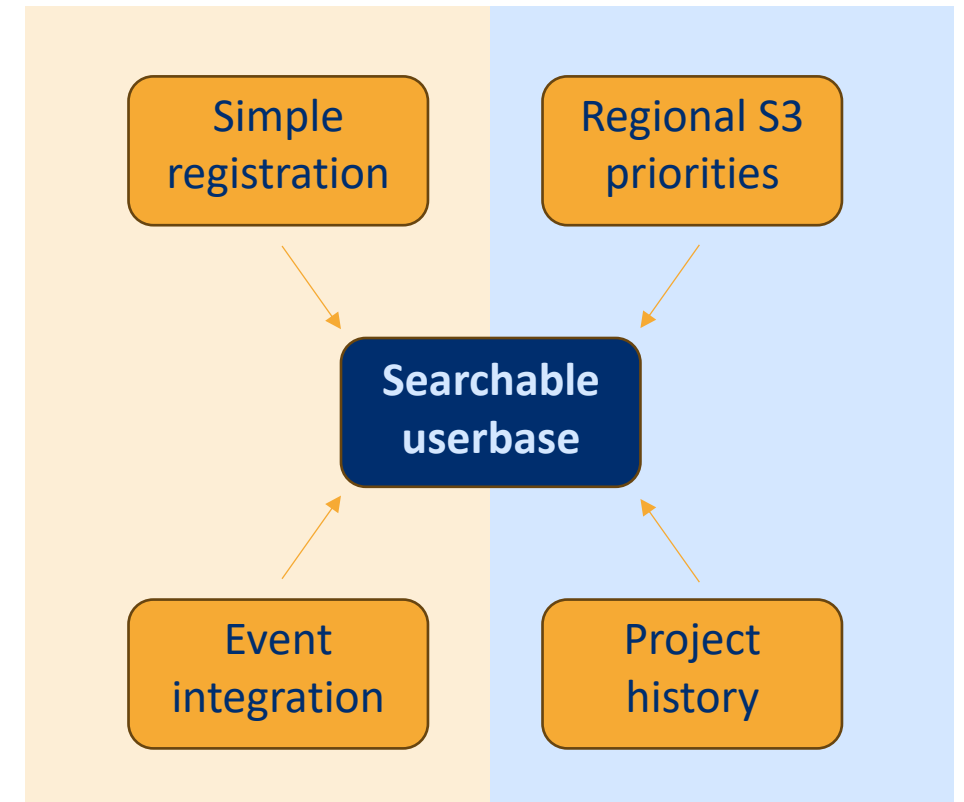 Simple
registration
Regional S3
priorities
Searchable
userbase
Event
integration
Project
history